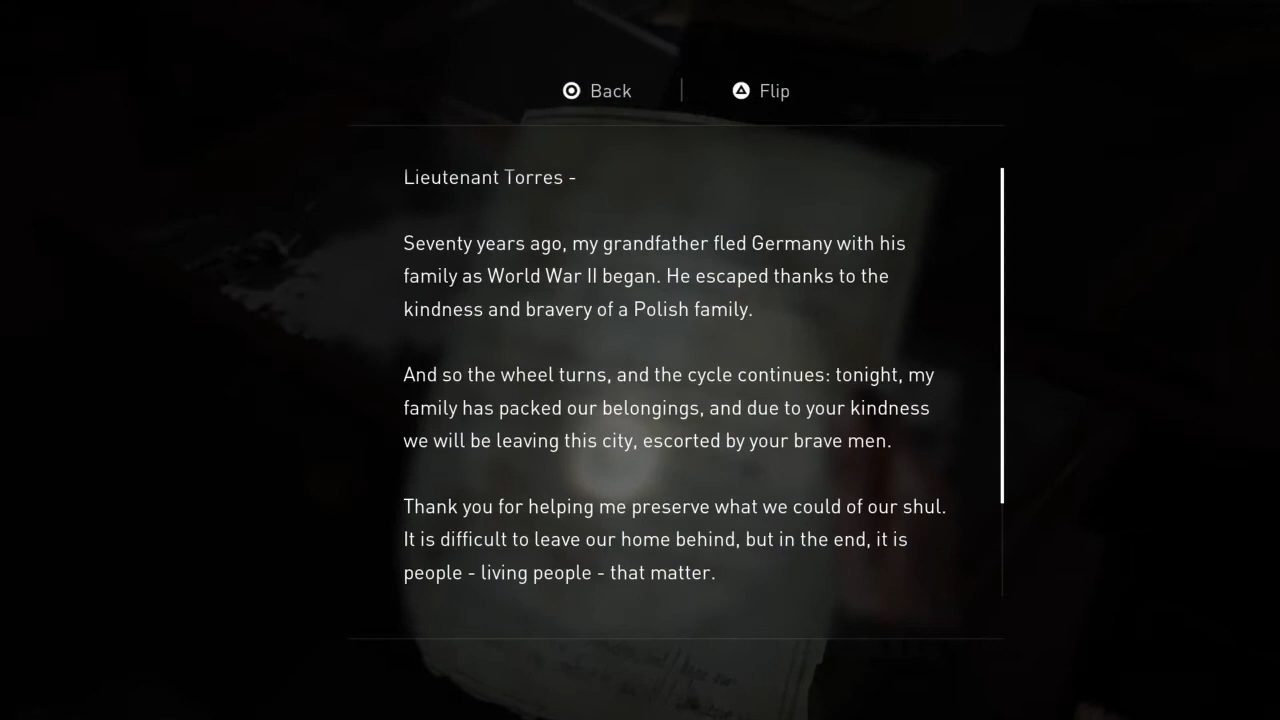 Back
Flip
Lieutenant Torres -
Seventy years ago, my grandfather fled Germany with his
family as World War II began. He escaped thanks to the
kindness and bravery of a Polish family.
And so the wheel turns, and the cycle continues: tonight, my
family has packed our belongings, and due to your kindness
we will be leaving this city, escorted by your brave men.
Thank you for helping me preserve what we could of our shul.
It is difficult to leave our home behind, but in the end, it is
people - living people - that matter.